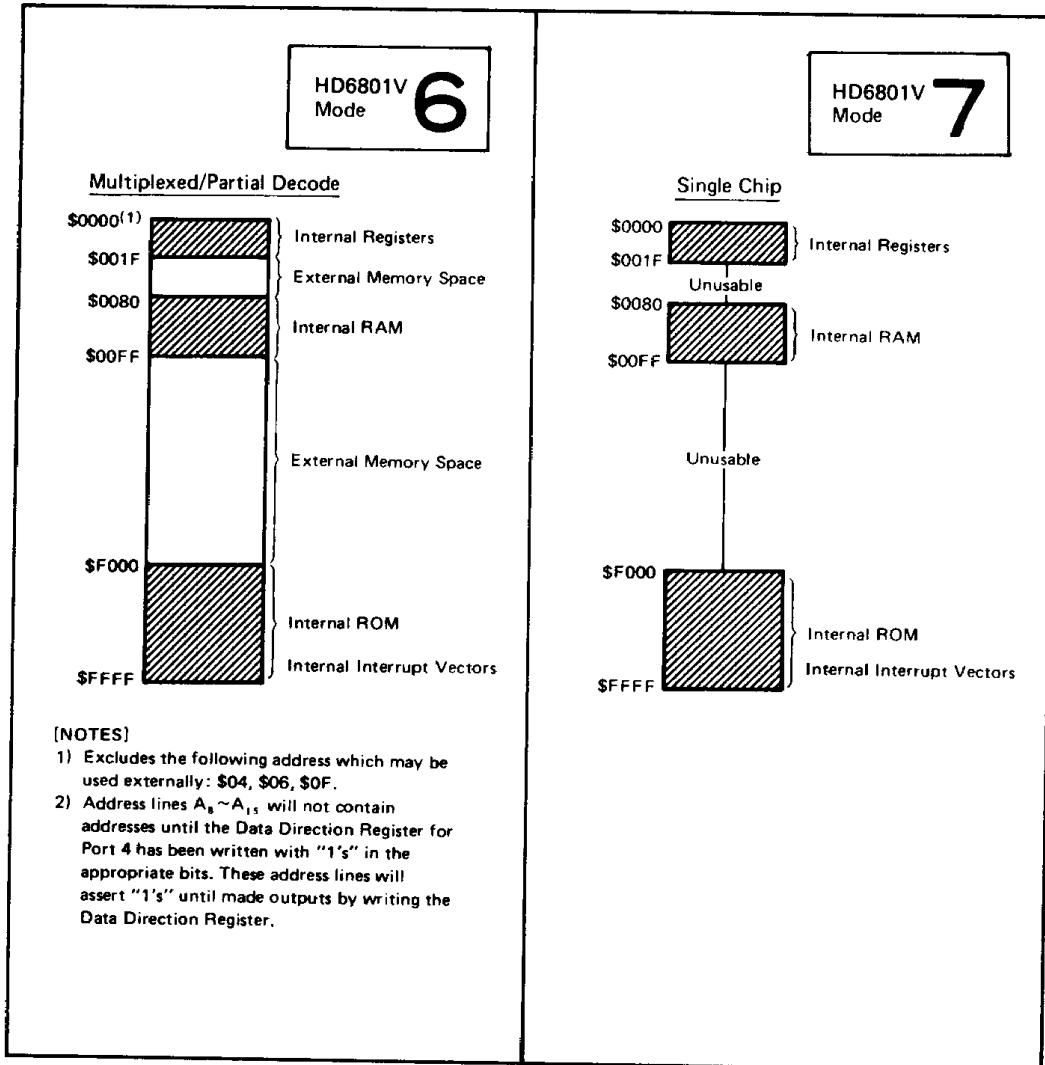 HD6801V
Mode 6
Multiplexed/Partial Decode
$0000(1)
Internal Registers
$001F
External Memory Space
$0080
Internal RAM
$00FF
External Memory Space
$F000
Internal ROM
Internal Interrupt Vectors
$FFFF
[NOTES]
1) Excludes the following address which may be
used externally: $04, $06, $0F.
2) Address lines A₈~A₁₅ will not contain
addresses until the Data Direction Register for
Port 4 has been written with "1's" in the
appropriate bits. These address lines will
assert "1's" until made outputs by writing the
Data Direction Register.
HD6801V
Mode 7
Single Chip
$0000
Internal Registers
$001F
Unusable
$0080
Internal RAM
$00FF
Unusable
$F000
Internal ROM
Internal Interrupt Vectors
$FFFF